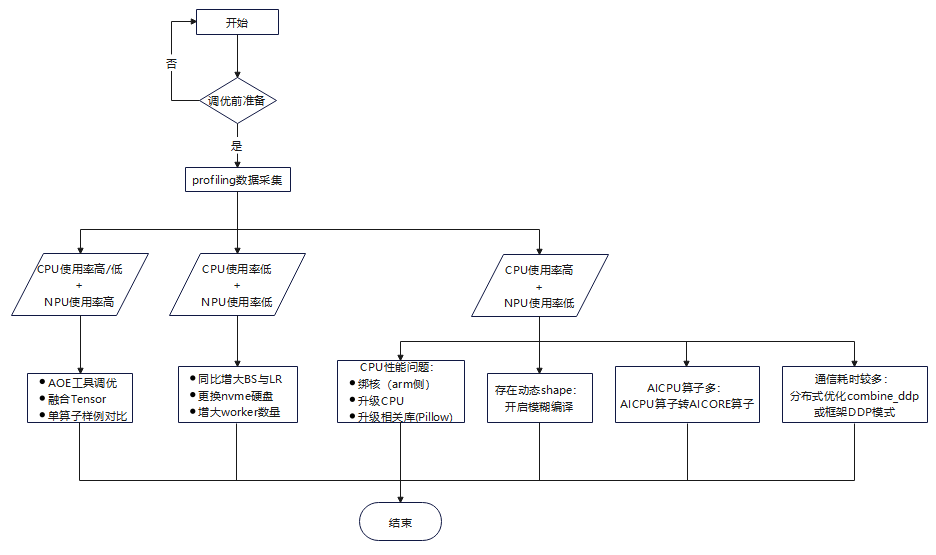 开始
否
调优前准备
是
profiling数据采集
CPU使用率高/低
+
NPU使用率高
CPU使用率低
+
NPU使用率低
CPU使用率高
+
NPU使用率低
● AOE工具调优
● 融合Tensor
● 单算子样例对比
● 同比增大BS与LR
● 更换nvme硬盘
● 增大worker数量
CPU性能问题：
● 绑核（arm侧）
● 升级CPU
● 升级相关库(Pillow)
存在动态shape：
开启模糊编译
AICPU算子多：
AICPU算子转AICORE算子
通信耗时较多：
分布式优化combine_ddp
或框架DDP模式
结束